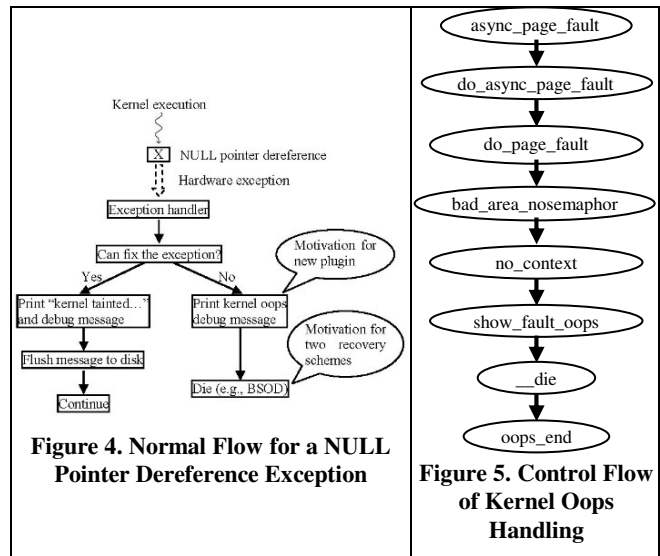 Kernel execution
X
NULL pointer dereference
Hardware exception
Exception handler
Can fix the exception?
Yes
No
Print “kernel tainted…”
and debug message
Print kernel oops
debug message
Flush message to disk
Continue
Die (e.g., BSOD)
Motivation for
new plugin
Motivation for
two recovery
schemes
Figure 4. Normal Flow for a NULL
Pointer Dereference Exception
async_page_fault
do_async_page_fault
do_page_fault
bad_area_nosemaphor
no_context
show_fault_oops
__die
oops_end
Figure 5. Control Flow
of Kernel Oops
Handling